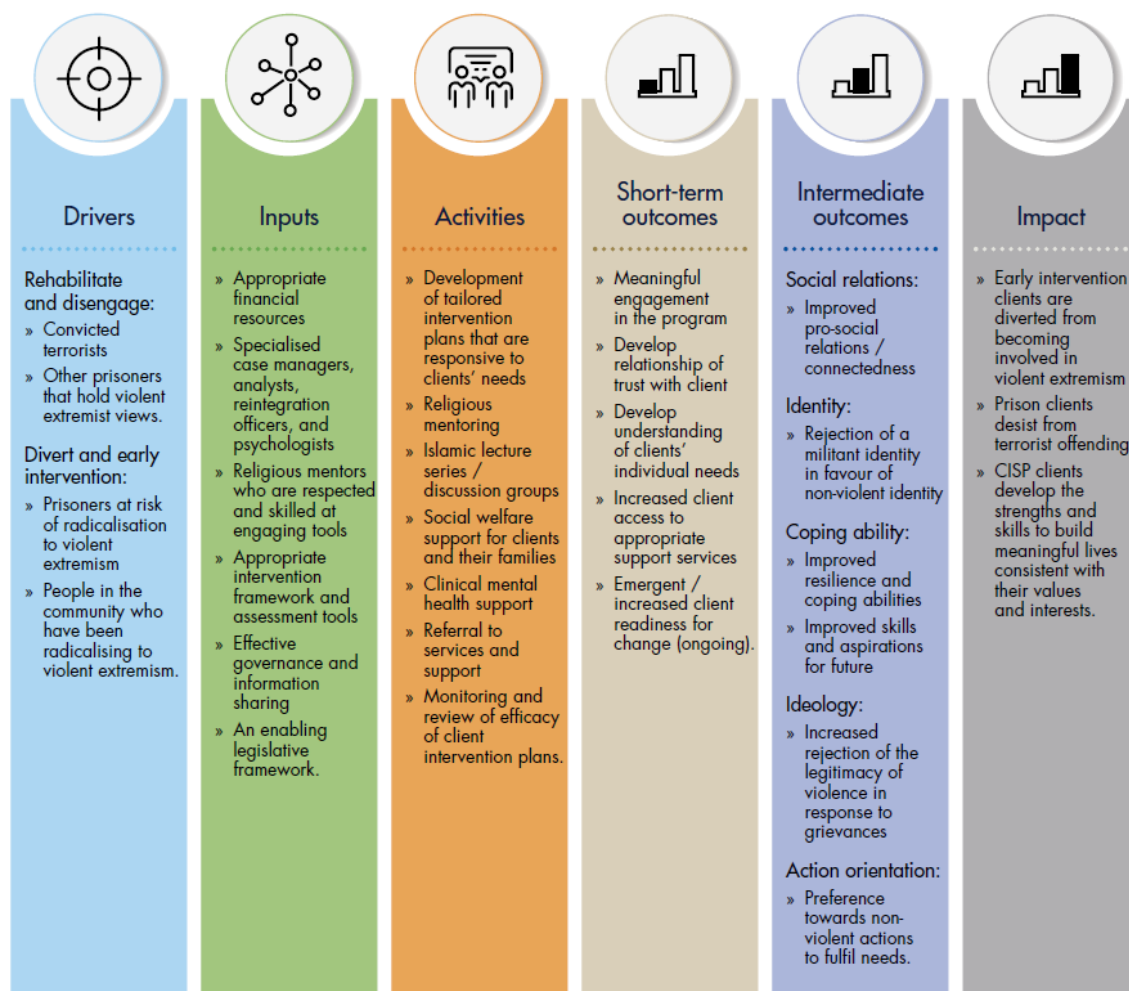 Drivers
Rehabilitate
and disengage:
» Convicted
terrorists
» Other prisoners
that hold violent
extremist views.
Divert and early
intervention:
» Prisoners at risk
of radicalisation
to violent
extremism
» People in the
community who
have been
radicalising to
violent extremism.
Inputs
» Appropriate
financial
resources
» Specialised
case managers,
analysts,
reintegration
officers, and
psychologists
» Religious mentors
who are respected
and skilled at
engaging tools
» Appropriate
intervention
framework and
assessment tools
» Effective
governance and
information
sharing
» An enabling
legislative
framework.
Activities
» Development
of tailored
intervention
plans that are
responsive to
clients’ needs
» Religious
mentoring
» Islamic lecture
series /
discussion groups
» Social welfare
support for clients
and their families
» Clinical mental
health support
» Referral to
services and
support
» Monitoring and
review of efficacy
of client
intervention plans.
Short-term
outcomes
» Meaningful
engagement
in the program
» Develop
relationship of
trust with client
» Develop
understanding
of clients’
individual needs
» Increased client
access to
appropriate
support services
» Emergent /
increased client
readiness for
change (ongoing).
Intermediate
outcomes
Social relations:
» Improved
pro-social
relations /
connectedness
Identity:
» Rejection of a
militant identity
in favour of
non-violent identity
Coping ability:
» Improved
resilience and
coping abilities
» Improved skills
and aspirations
for future
Ideology:
» Increased
rejection of the
legitimacy of
violence in
response to
grievances
Action orientation:
» Preference
towards non-
violent actions
to fulfil needs.
Impact
» Early intervention
clients are
diverted from
becoming
involved in
violent extremism
» Prison clients
desist from
terrorist offending
» CISP clients
develop the
strengths and
skills to build
meaningful lives
consistent with
their values
and interests.